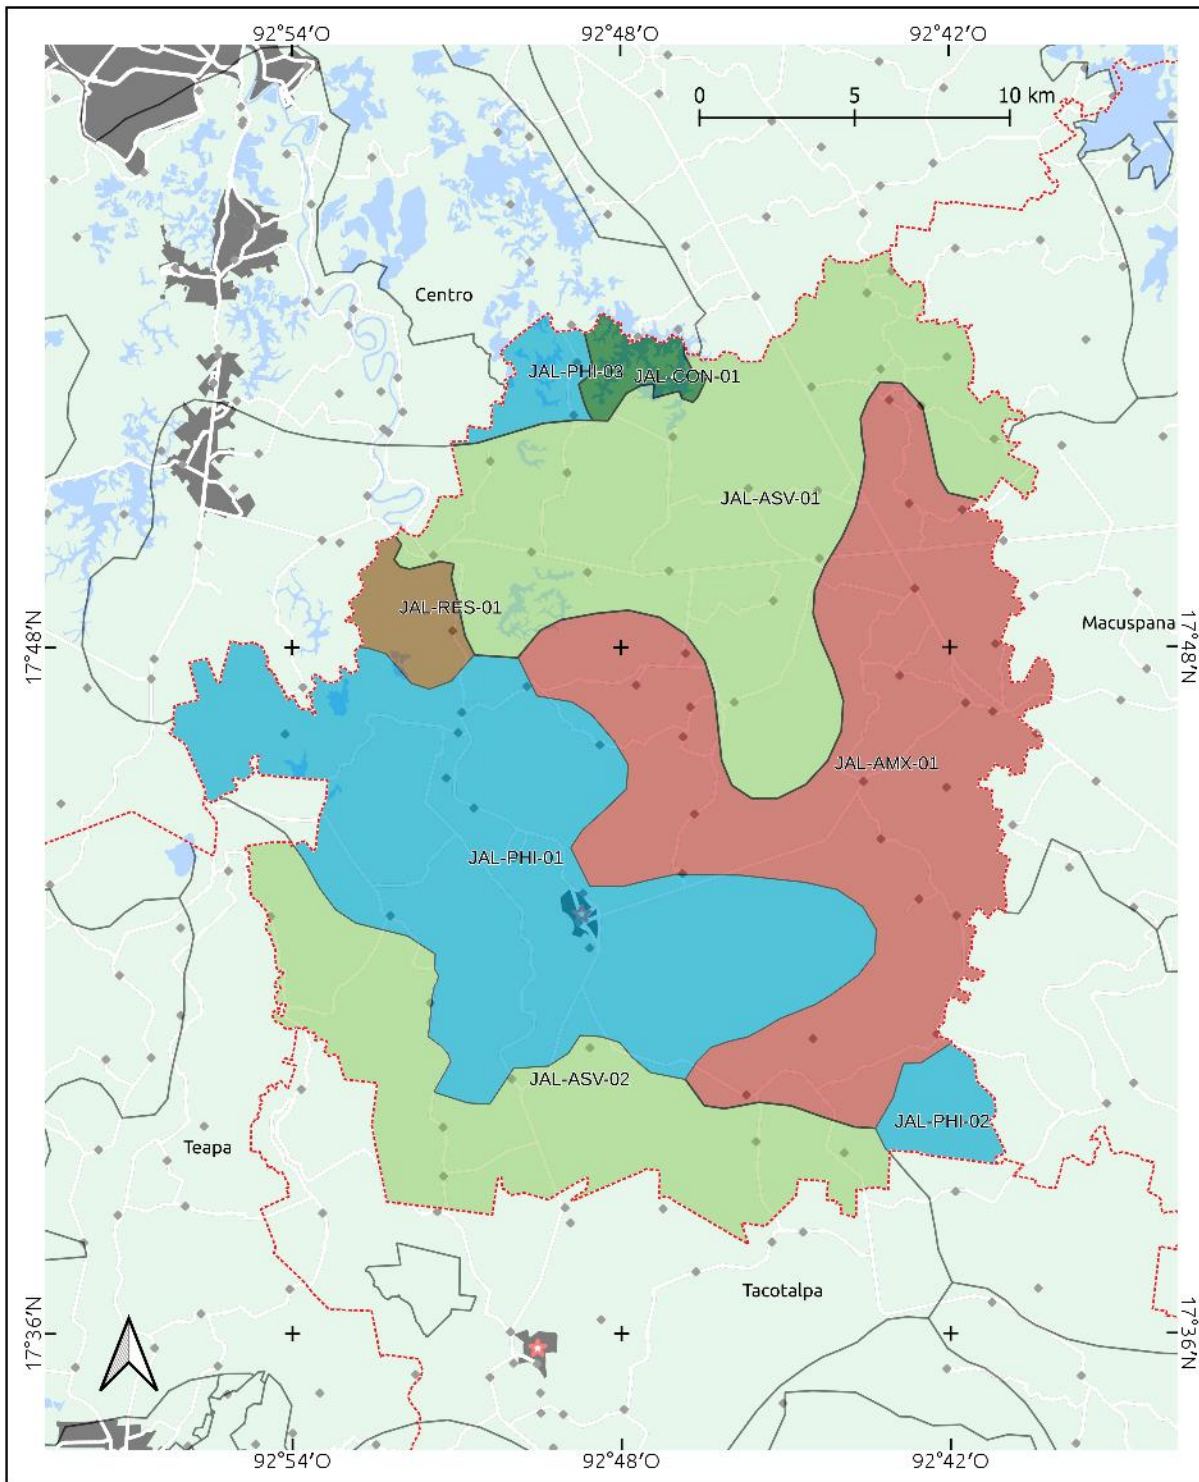 92°54'O 92°48'O 92°42'O
0 5 10 km
Centro
JAL-PHI-03
JAL-CON-01
JAL-ASV-01
JAL-RES-01
Macuspana
17°48'N
17°48'N
JAL-AMX-01
JAL-PHI-01
JAL-ASV-02
JAL-PHI-02
Teapa
Tacotalpa
17°36'N
17°36'N
92°54'O 92°48'O 92°42'O